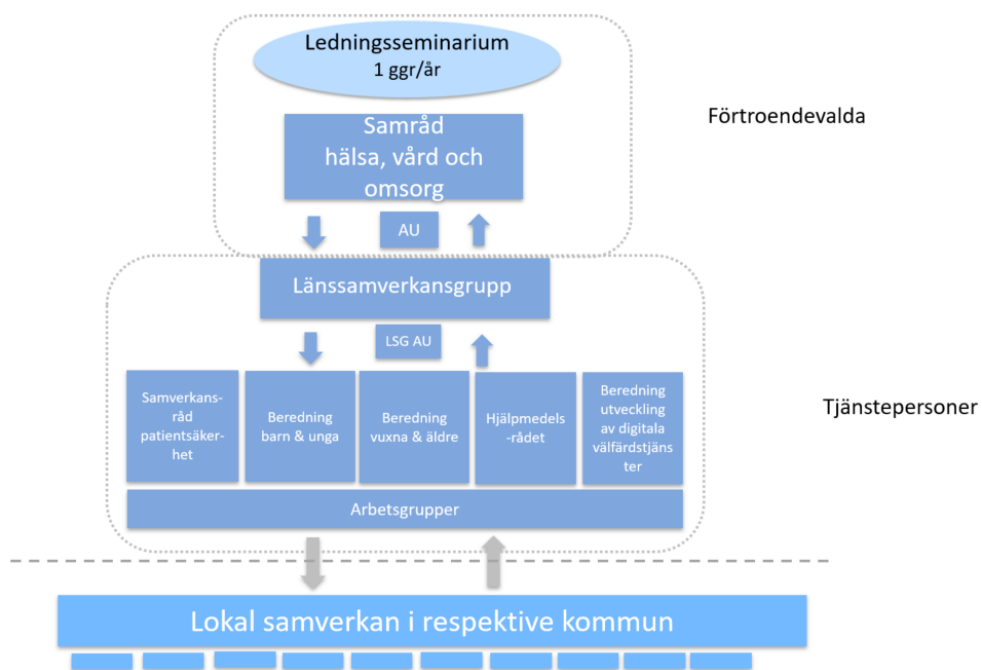 Ledningsseminarium
1 ggr/år
Förtroendevalda
Samråd
hälsa, vård och
omsorg
AU
Länssamverkansgrupp
LSG AU
Samverkans-
råd
patientsäker-
het
Beredning
barn & unga
Beredning
vuxna & äldre
Hjälpmedels
-rådet
Beredning
utveckling
av digitala
välfärdstjäns
ter
Tjänstepersoner
Arbetsgrupper
Lokal samverkan i respektive kommun